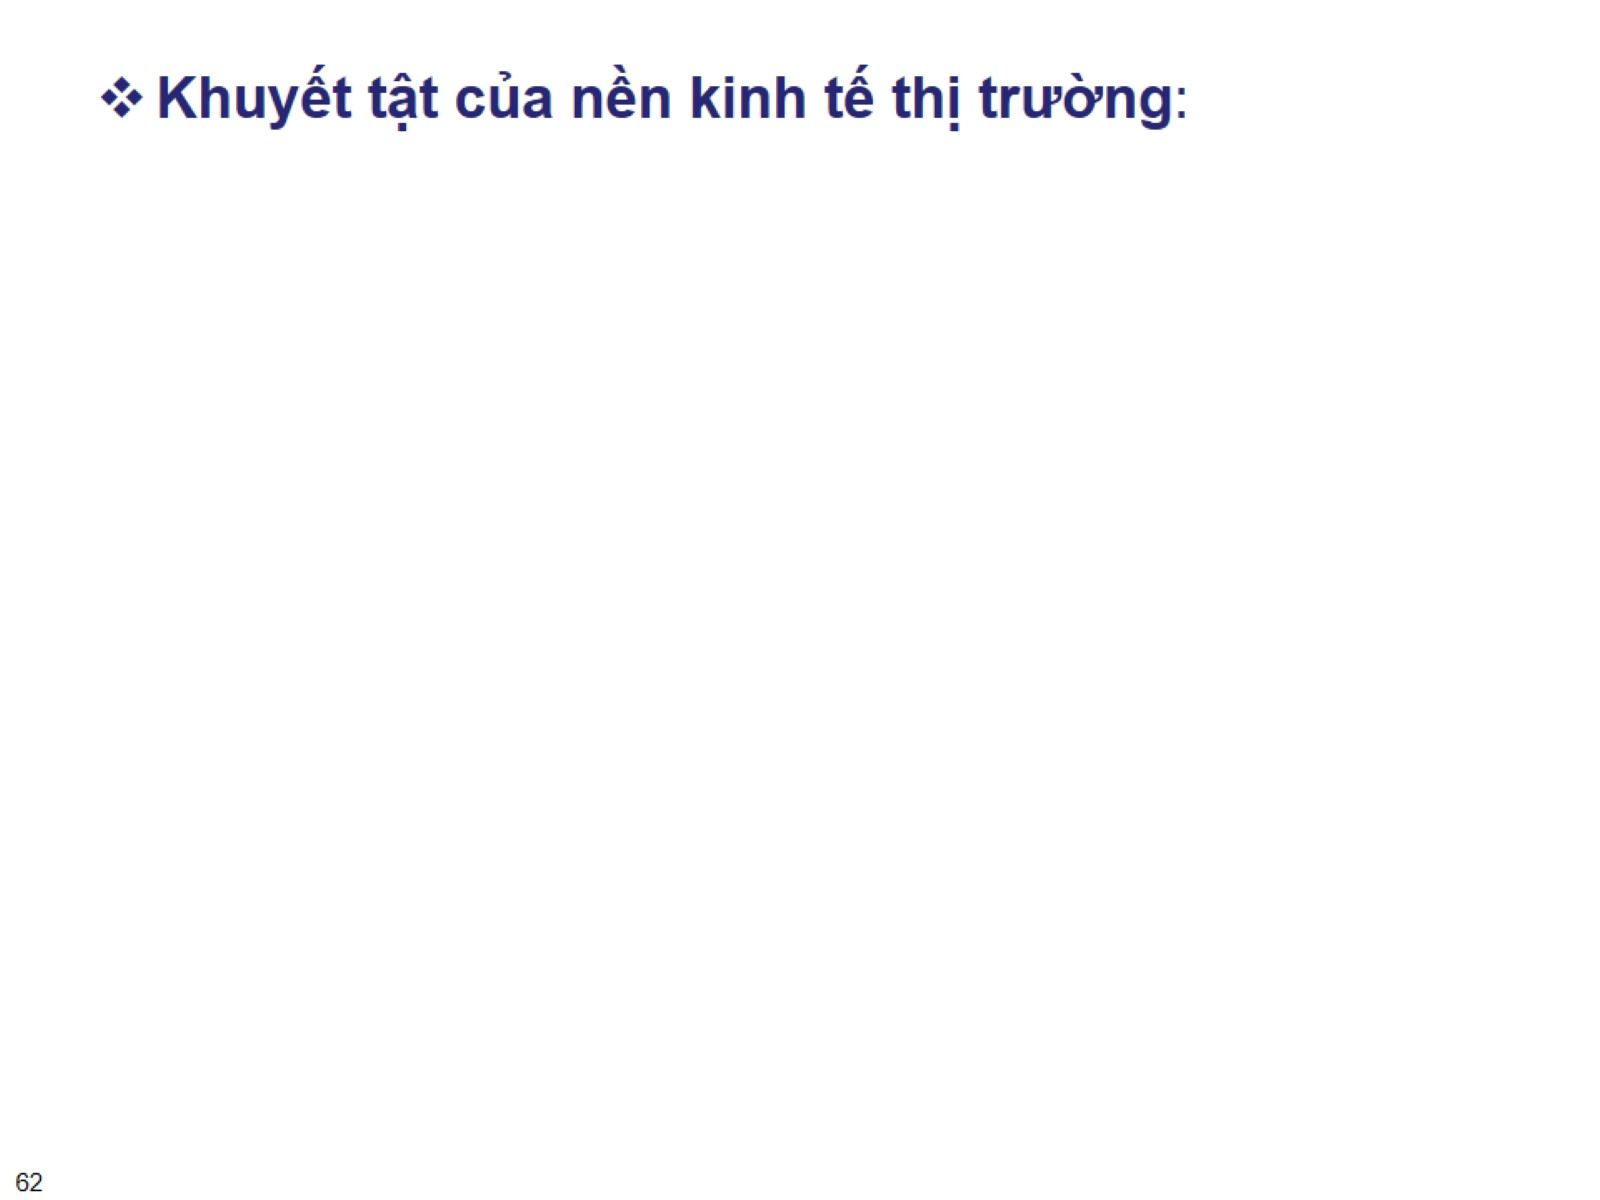 ❖ Khuyết tật của nền kinh tế thị trường:
62